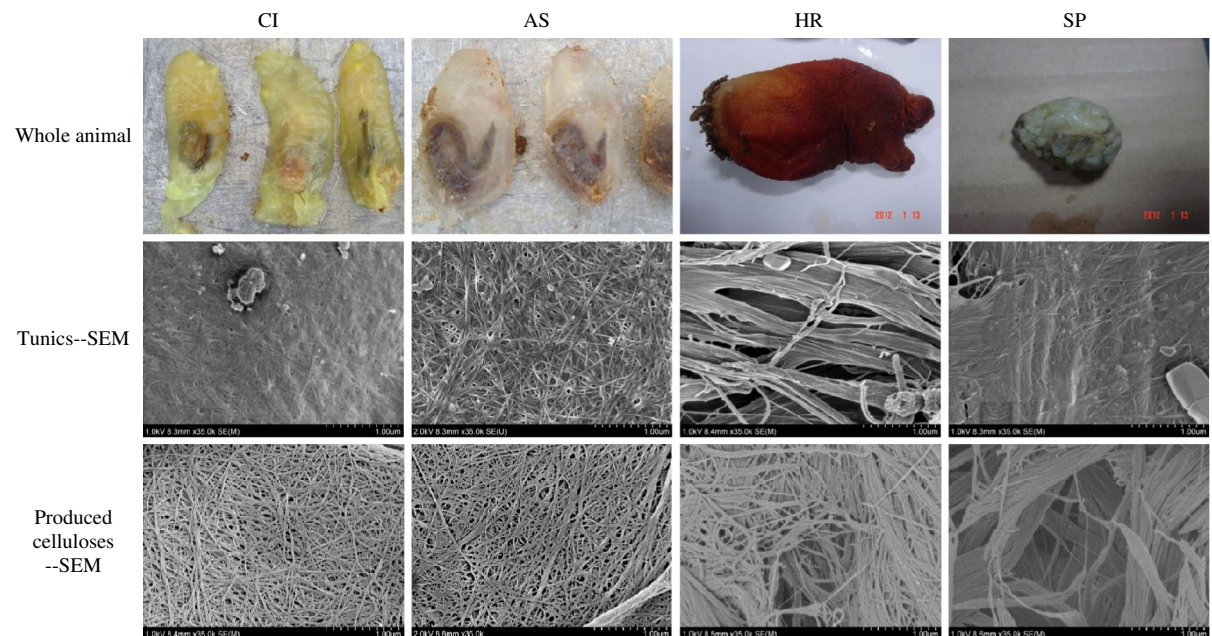 CI AS HR SP
Whole animal
2012 1 13
2012 1 13
Tunics--SEM
1.0kV 8.3mm x35.0k SE(M) 1.00um
2.0kV 8.3mm x35.0k SE(U) 1.00um
1.0kV 8.4mm x35.0k SE(M) 1.00um
1.0kV 8.3mm x35.0k SE(M) 1.00um
Produced
celluloses
--SEM
1.0kV 8.4mm x35.0k SE(M) 1.00um
2.0kV 8.6mm x35.0k 1.00um
1.0kV 8.5mm x35.0k SE(M) 1.00um
1.0kV 8.4mm x35.0k SE(M) 1.00um